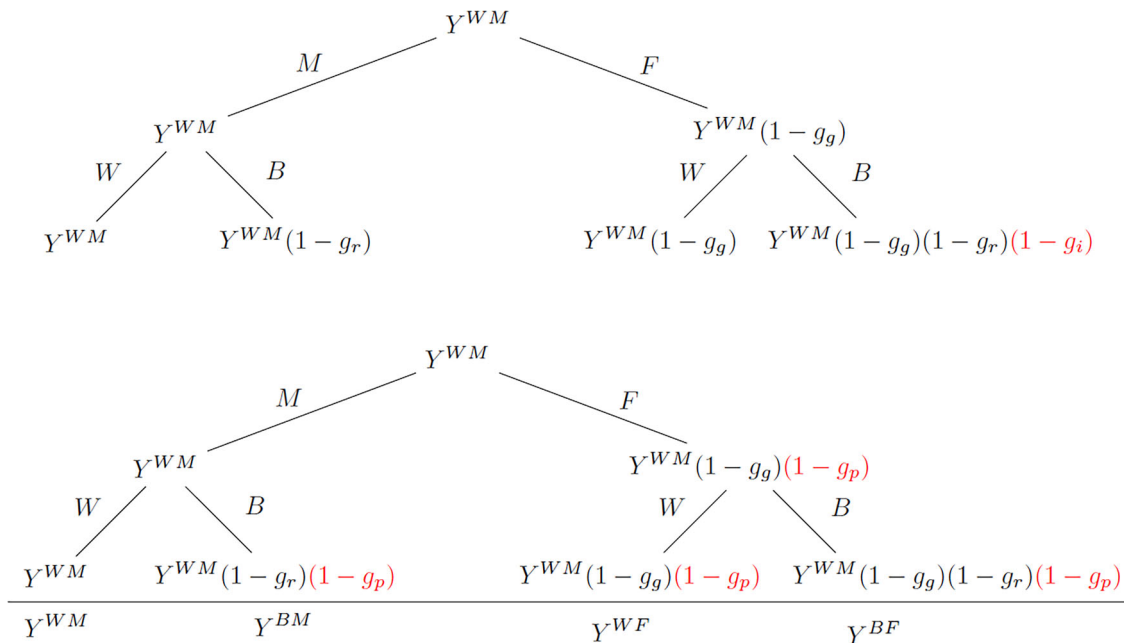 Y^{WM}
M F
Y^{WM} Y^{WM}(1 − g_g)
W B W B
Y^{WM} Y^{WM}(1 − g_r) Y^{WM}(1 − g_g) Y^{WM}(1 − g_g)(1 − g_r)(1 − g_i)
Y^{WM}
M F
Y^{WM} Y^{WM}(1 − g_g)(1 − g_p)
W B W B
Y^{WM} Y^{WM}(1 − g_r)(1 − g_p) Y^{WM}(1 − g_g)(1 − g_p) Y^{WM}(1 − g_g)(1 − g_r)(1 − g_p)
Y^{WM} Y^{BM} Y^{WF} Y^{BF}